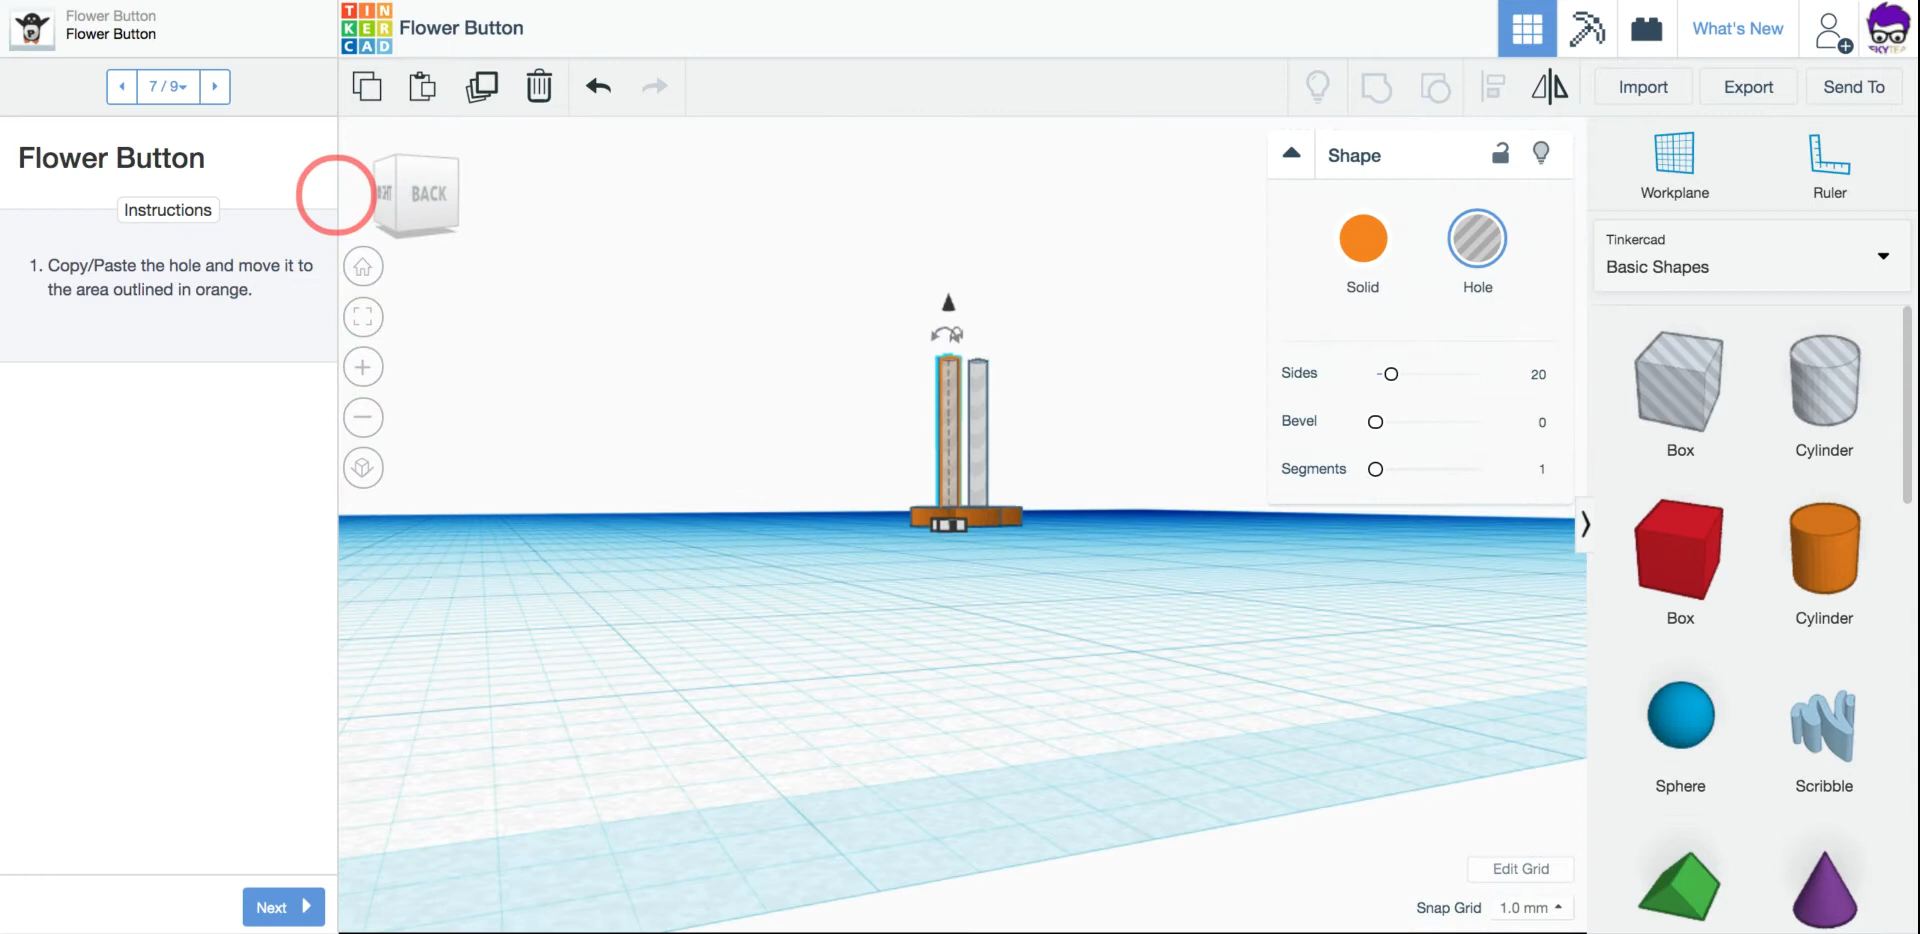 Flower Button
Flower Button
TIN
KER
CAD
Flower Button
What's New
7 / 9
Import
Export
Send To
Flower Button
Instructions
1. Copy/Paste the hole and move it to
the area outlined in orange.
Next
BACK
Shape
Solid
Hole
Sides
20
Bevel
0
Segments
1
Edit Grid
Snap Grid
1.0 mm
Workplane
Ruler
Tinkercad
Basic Shapes
Box
Cylinder
Box
Cylinder
Sphere
Scribble